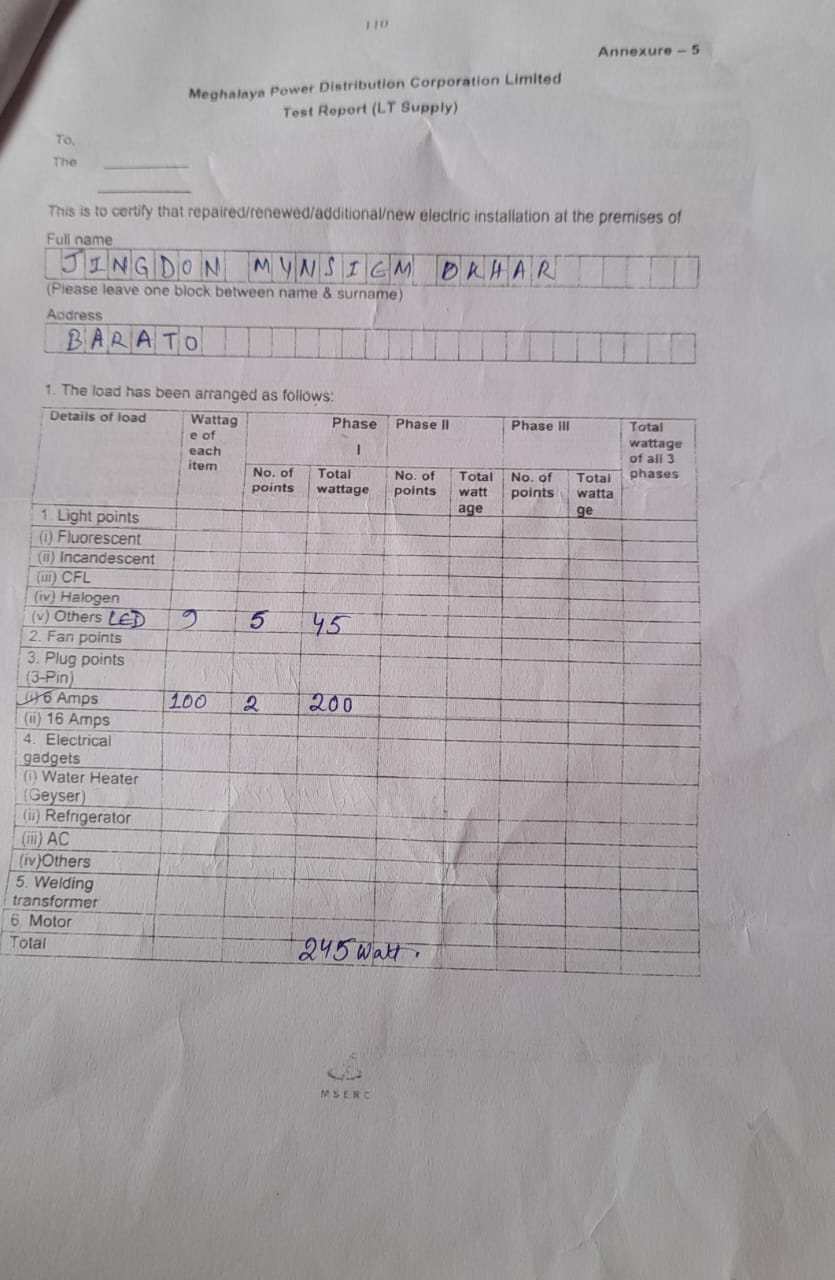 110
Annexure – 5
Meghalaya Power Distribution Corporation Limited
Test Report (LT Supply)
To,
The
This is to certify that repaired/renewed/additional/new electric installation at the premises of
Full name
JINGDON MYNSIEM DKHAR
(Please leave one block between name & surname)
Address
BARATO
1. The load has been arranged as follows:
Details of load Wattag e of each item Phase I Phase II Phase III Total wattage of all 3 phases
No. of points Total wattage No. of points Total watt age No. of points Total watta ge
1 Light points
(i) Fluorescent
(ii) Incandescent
(iii) CFL
(iv) Halogen
(v) Others LED 9 5 45
2. Fan points
3. Plug points
(3-Pin)
(i) 6 Amps 100 2 200
(ii) 16 Amps
4. Electrical
gadgets
(i) Water Heater
(Geyser)
(ii) Refrigerator
(iii) AC
(iv)Others
5. Welding
transformer
6. Motor
Total 245 Watt.
MSERC